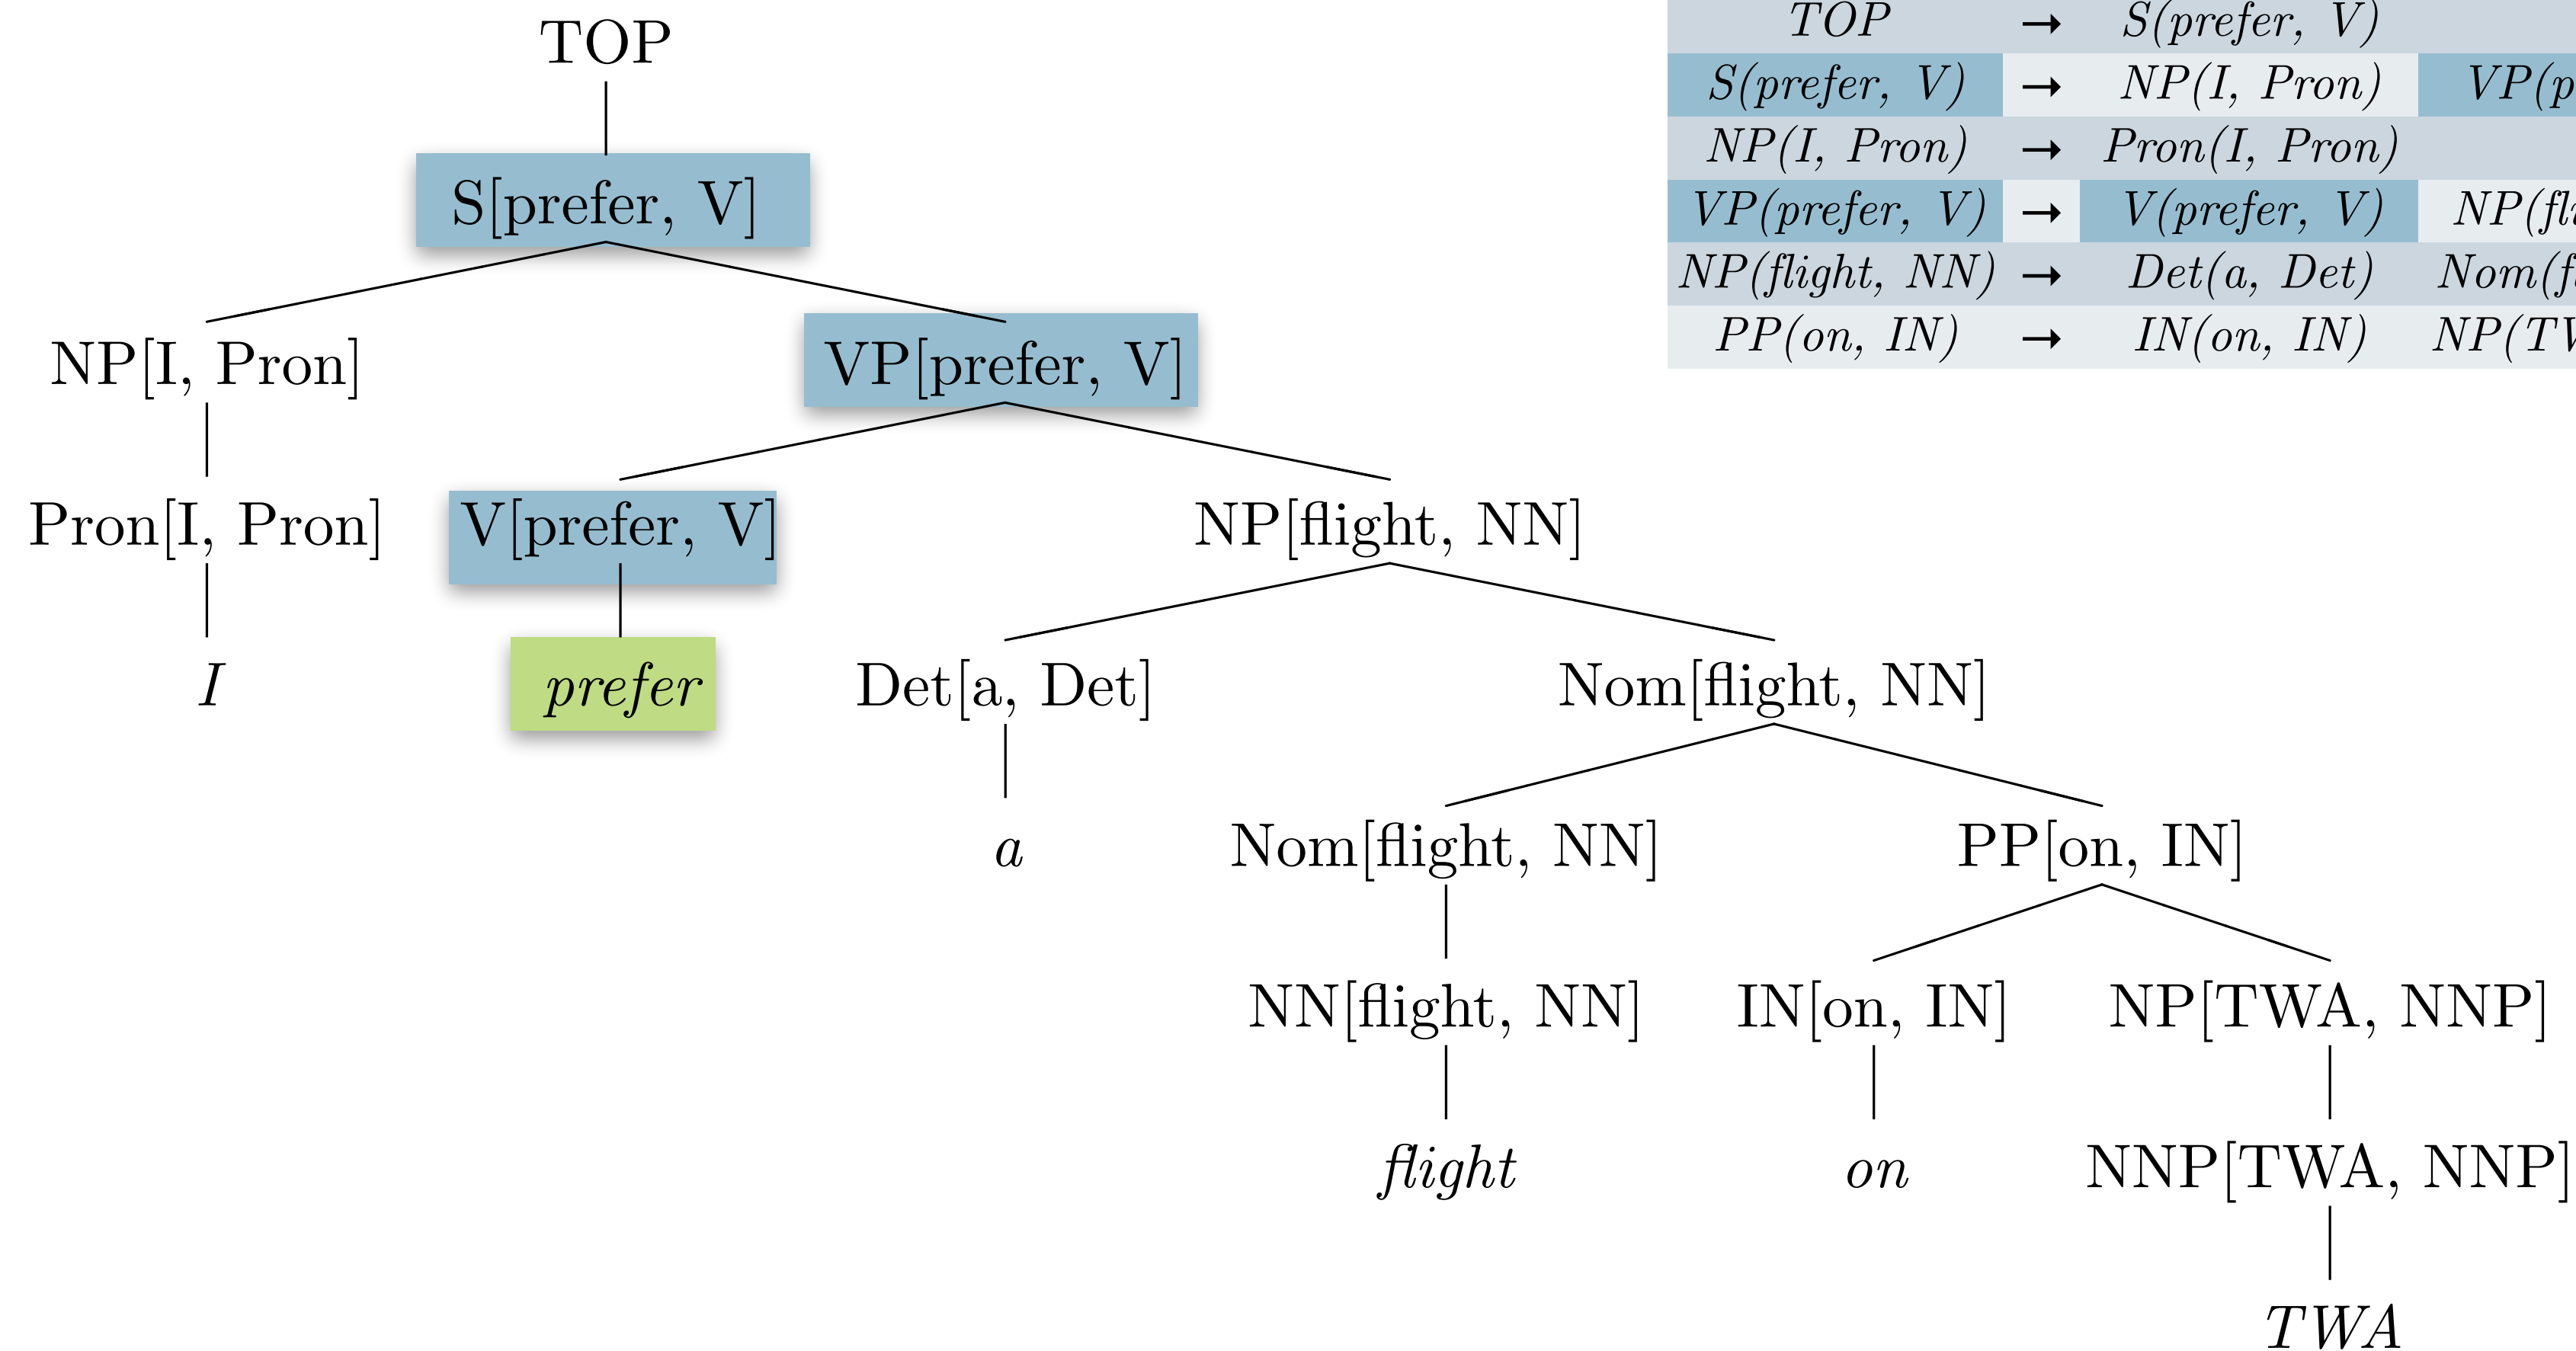 TOP
S[prefer, V]
NP[I, Pron] VP[prefer, V]
Pron[I, Pron] V[prefer, V] NP[flight, NN]
I prefer Det[a, Det] Nom[flight, NN]
a Nom[flight, NN] PP[on, IN]
NN[flight, NN] IN[on, IN] NP[TWA, NNP]
flight on NNP[TWA, NNP]
TWA
TOP → S(prefer, V)
S(prefer, V) → NP(I, Pron)
NP(I, Pron) → Pron(I, Pron)
VP(prefer, V) → V(prefer, V)
NP(flight, NN) → Det(a, Det)
PP(on, IN) → IN(on, IN)